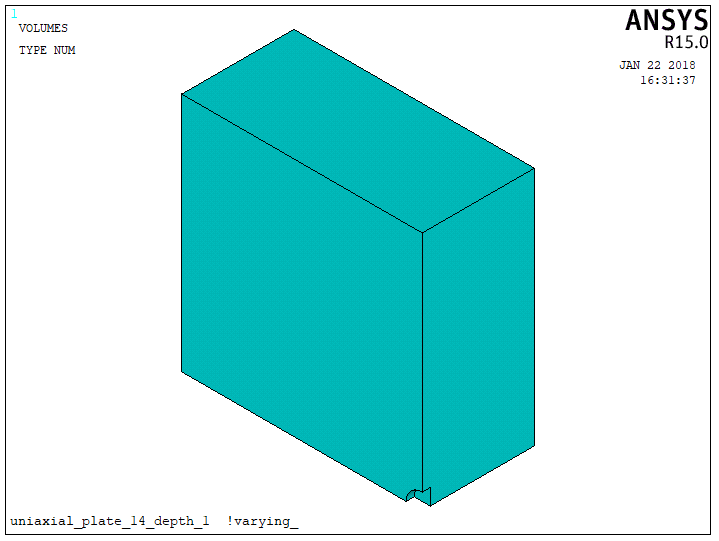 1
VOLUMES
TYPE NUM
ANSYS
R15.0
JAN 22 2018
16:31:37
uniaxial_plate_14_depth_1  !varying_